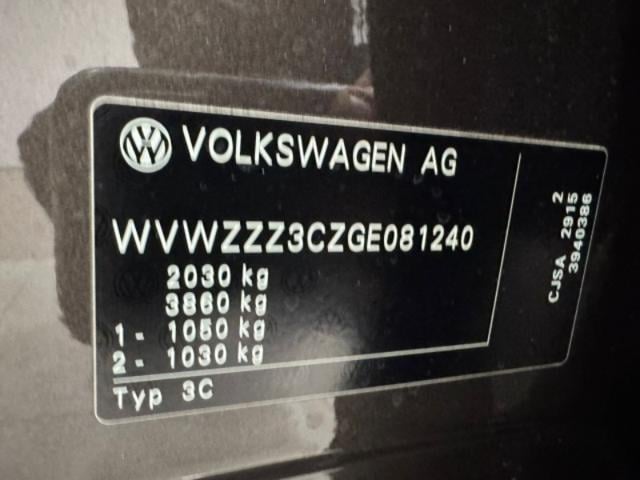 VOLKSWAGEN AG
WVWZZZ3CZGE081240
2030 kg
3860 kg
1- 1050 kg
2- 1030 kg
Typ 3C
2
CJSA 2915
3940386